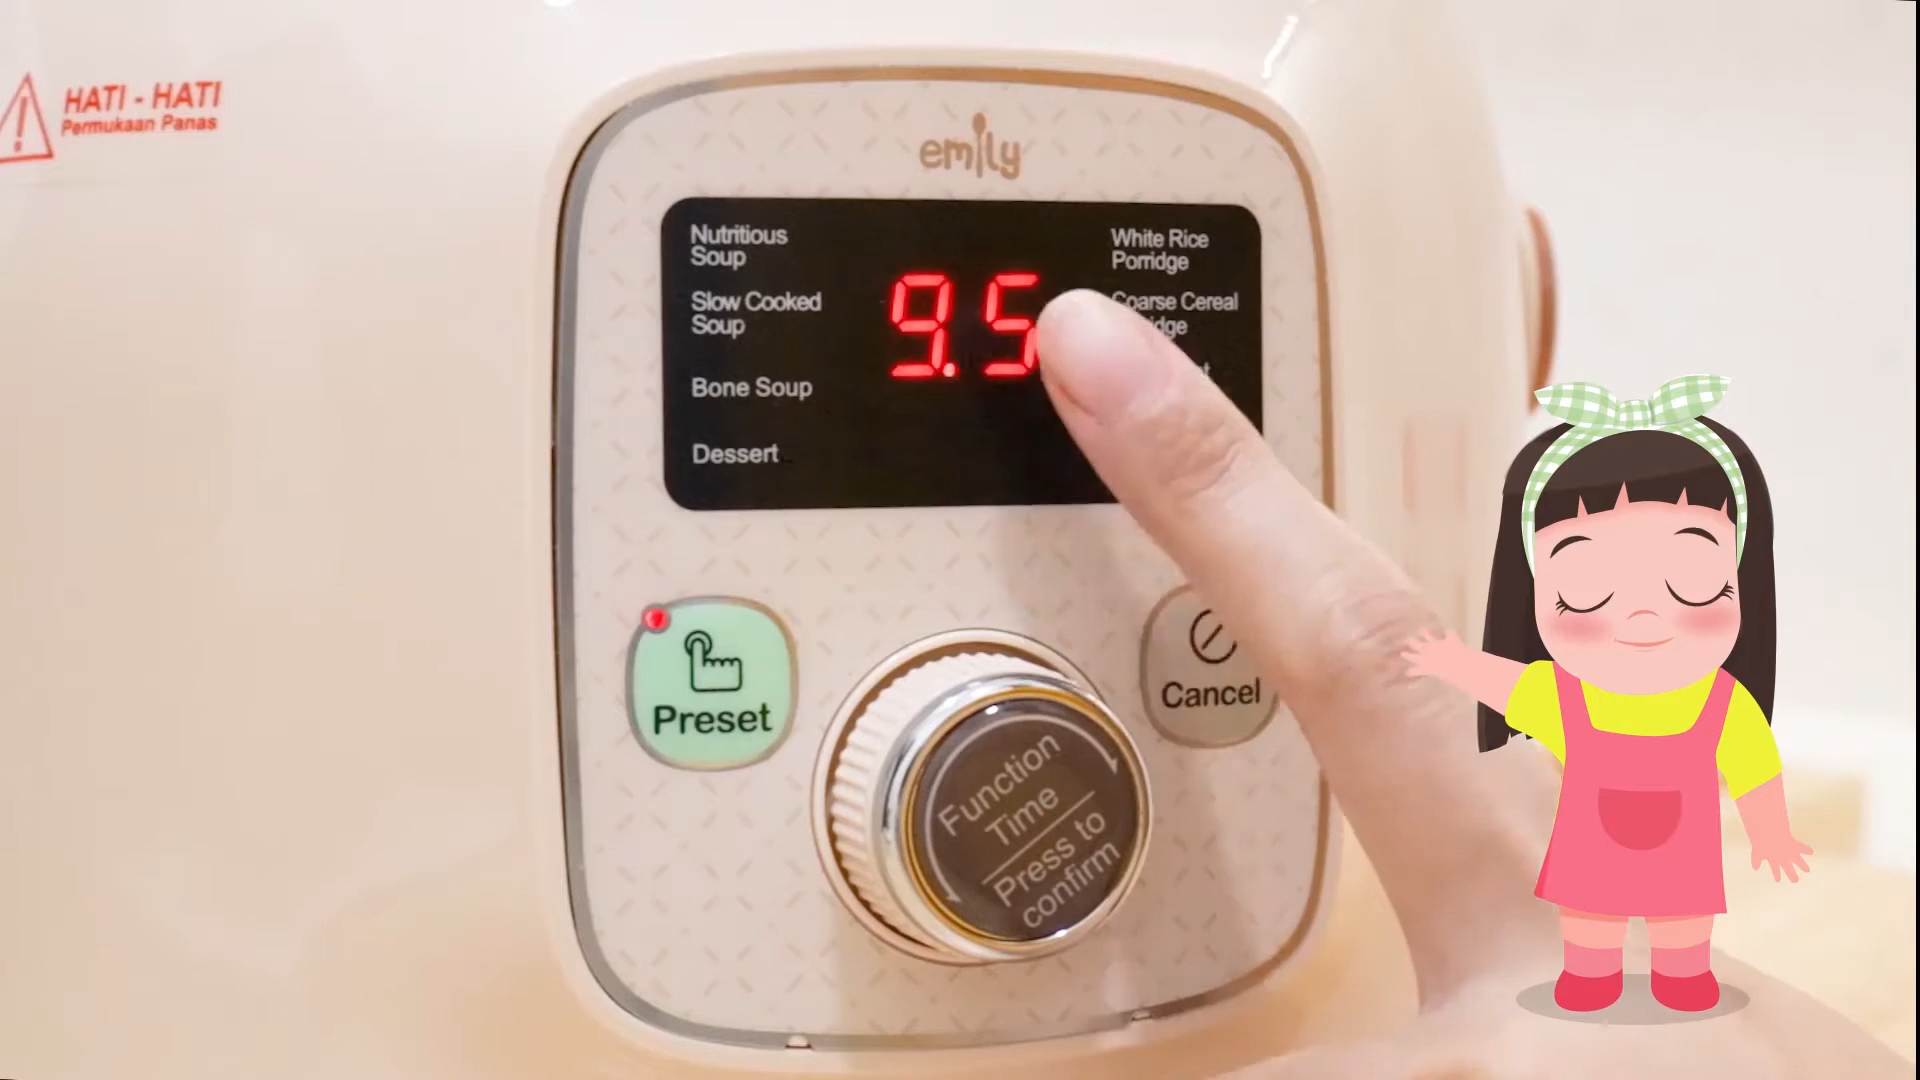 HATI - HATI
Permukaan Panas
emily
Nutritious
Soup
Slow Cooked
Soup
Bone Soup
Dessert
9.5
White Rice
Porridge
Coarse Cereal
Preset
Cancel
Function
Time
Press to
confirm